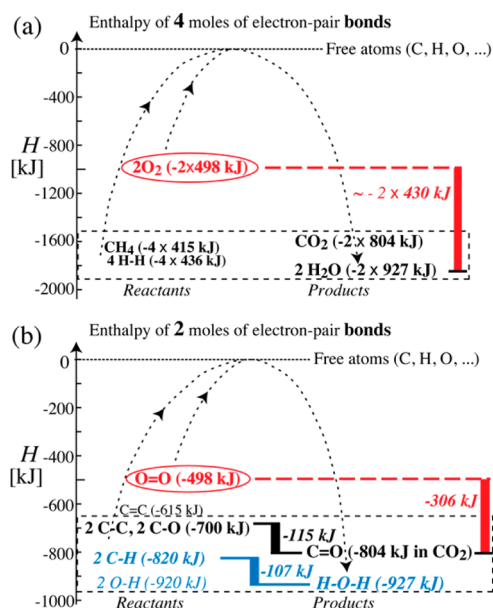 (a) Enthalpy of 4 moles of electron-pair bonds
0
Free atoms (C, H, O, ...)
-400
H
[kJ]
-800
2O₂ (-2×498 kJ)
-1000
~ - 2 × 430 kJ
-1200
-1600
CH₄ (-4 × 415 kJ)
CO₂ (-2× 804 kJ)
4 H-H (-4 × 436 kJ)
2 H₂O (-2 × 927 kJ)
-2000
Reactants
Products
(b) Enthalpy of 2 moles of electron-pair bonds
0
Free atoms (C, H, O, ...)
-200
H
[kJ]
-400
O=O (-498 kJ)
-306 kJ
-600
C=C (-615 kJ)
2 C-C, 2 C-O (-700 kJ)
-115 kJ
-800
C=O (-804 kJ in CO₂)
2 C-H (-820 kJ)
-107 kJ
2 O-H (-920 kJ)
H-O-H (-927 kJ)
-1000
Reactants
Products